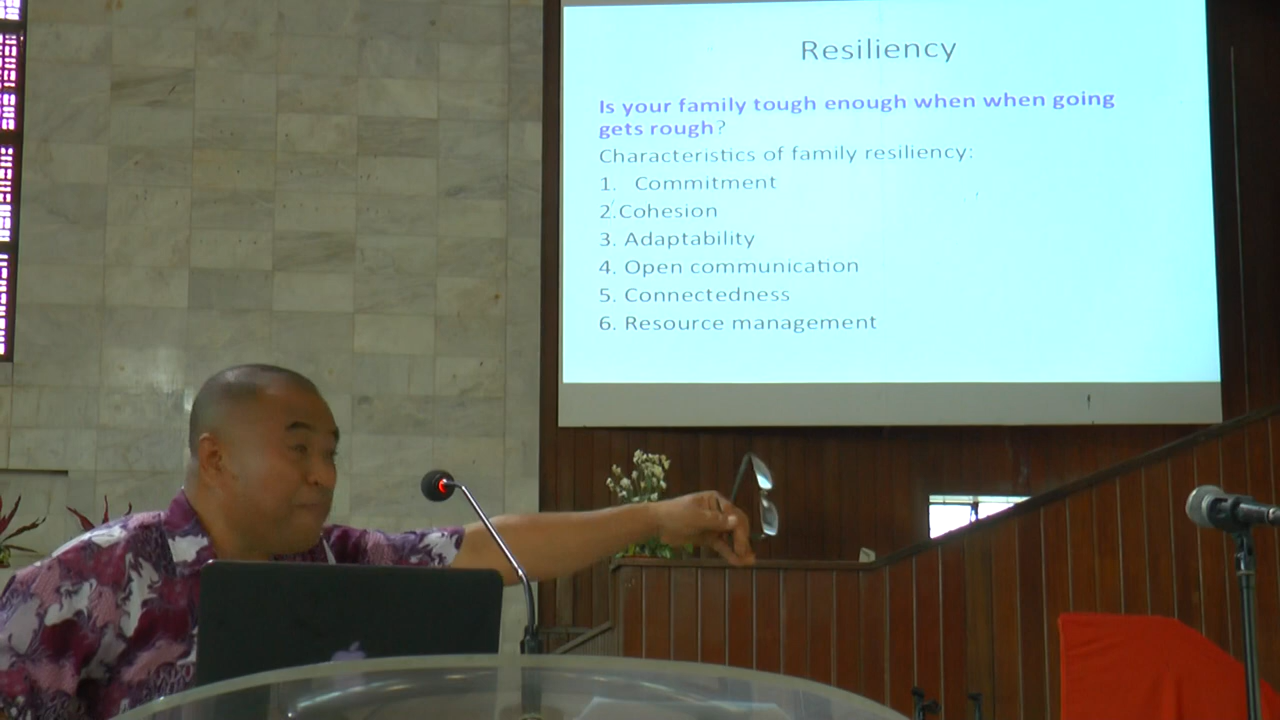 Resiliency
Is your family tough enough when when going
gets rough?
Characteristics of family resiliency:
1. Commitment
2.Cohesion
3. Adaptability
4. Open communication
5. Connectedness
6. Resource management